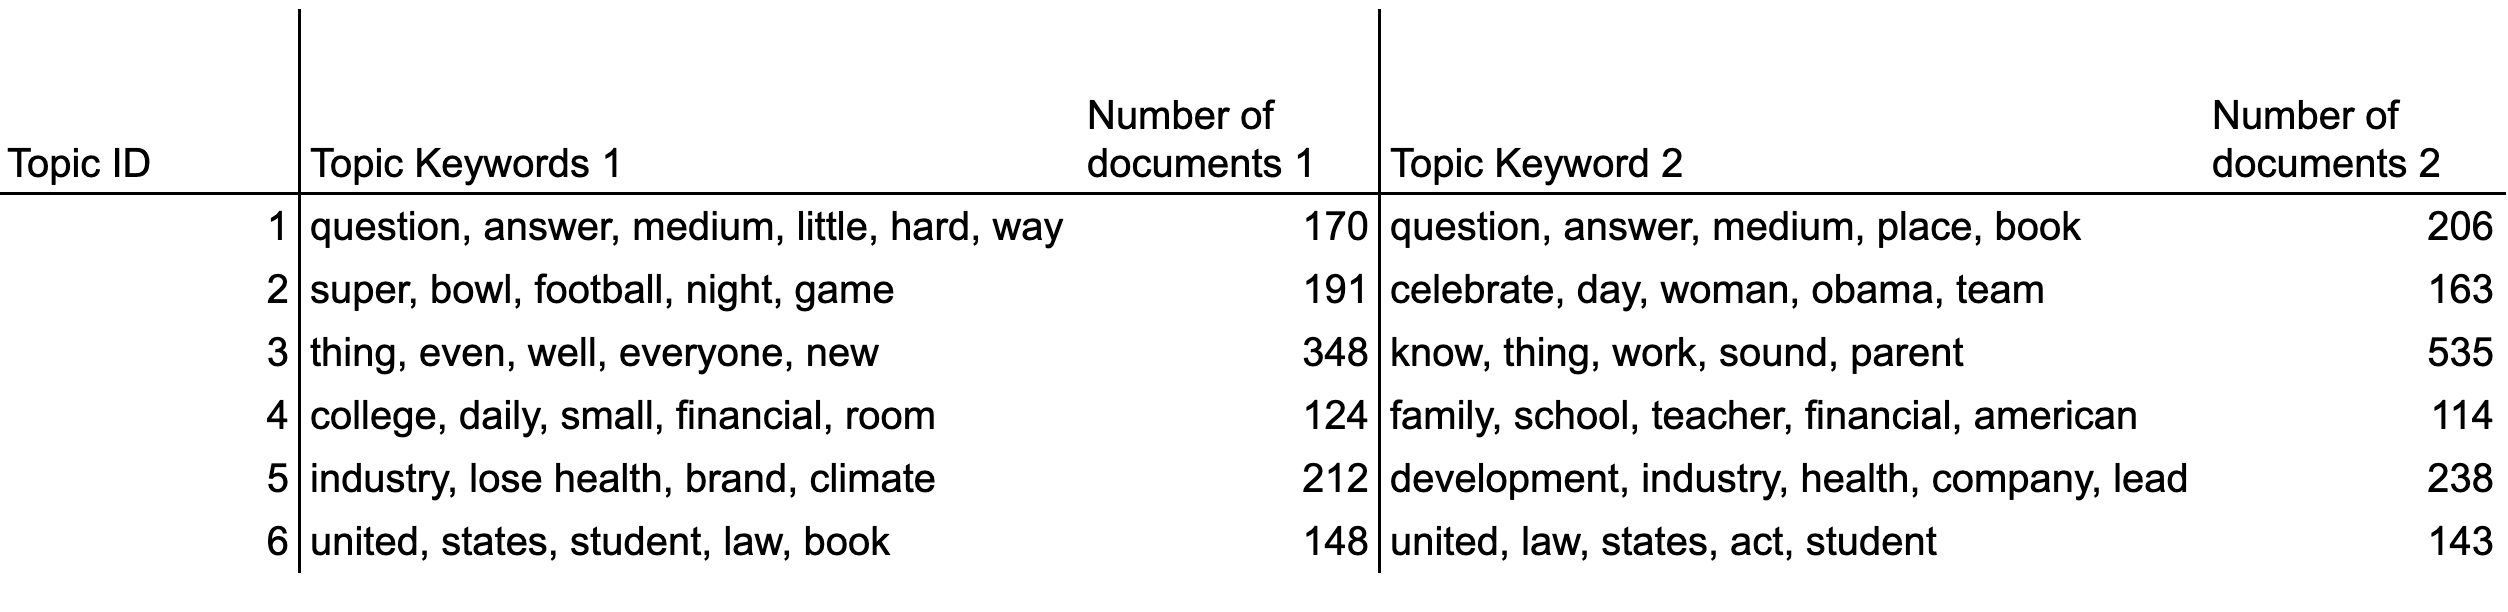 Topic ID Topic Keywords 1 Number of documents 1 Topic Keyword 2 Number of documents 2
1 question, answer, medium, little, hard, way 170 question, answer, medium, place, book 206
2 super, bowl, football, night, game 191 celebrate, day, woman, obama, team 163
3 thing, even, well, everyone, new 348 know, thing, work, sound, parent 535
4 college, daily, small, financial, room 124 family, school, teacher, financial, american 114
5 industry, lose health, brand, climate 212 development, industry, health, company, lead 238
6 united, states, student, law, book 148 united, law, states, act, student 143